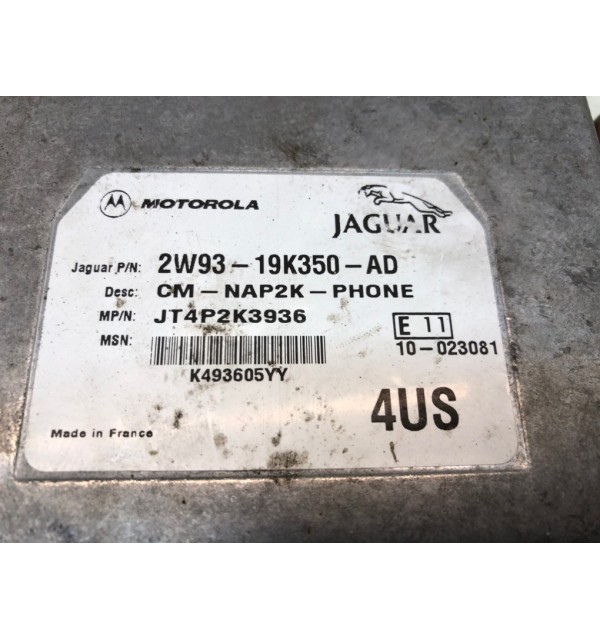 MOTOROLA
JAGUAR
Jaguar P/N: 2W93-19K350-AD
Desc: CM-NAP2K-PHONE
MP/N: JT4P2K3936
MSN:
E 11
10-023081
K493605YY
4US
Made in France